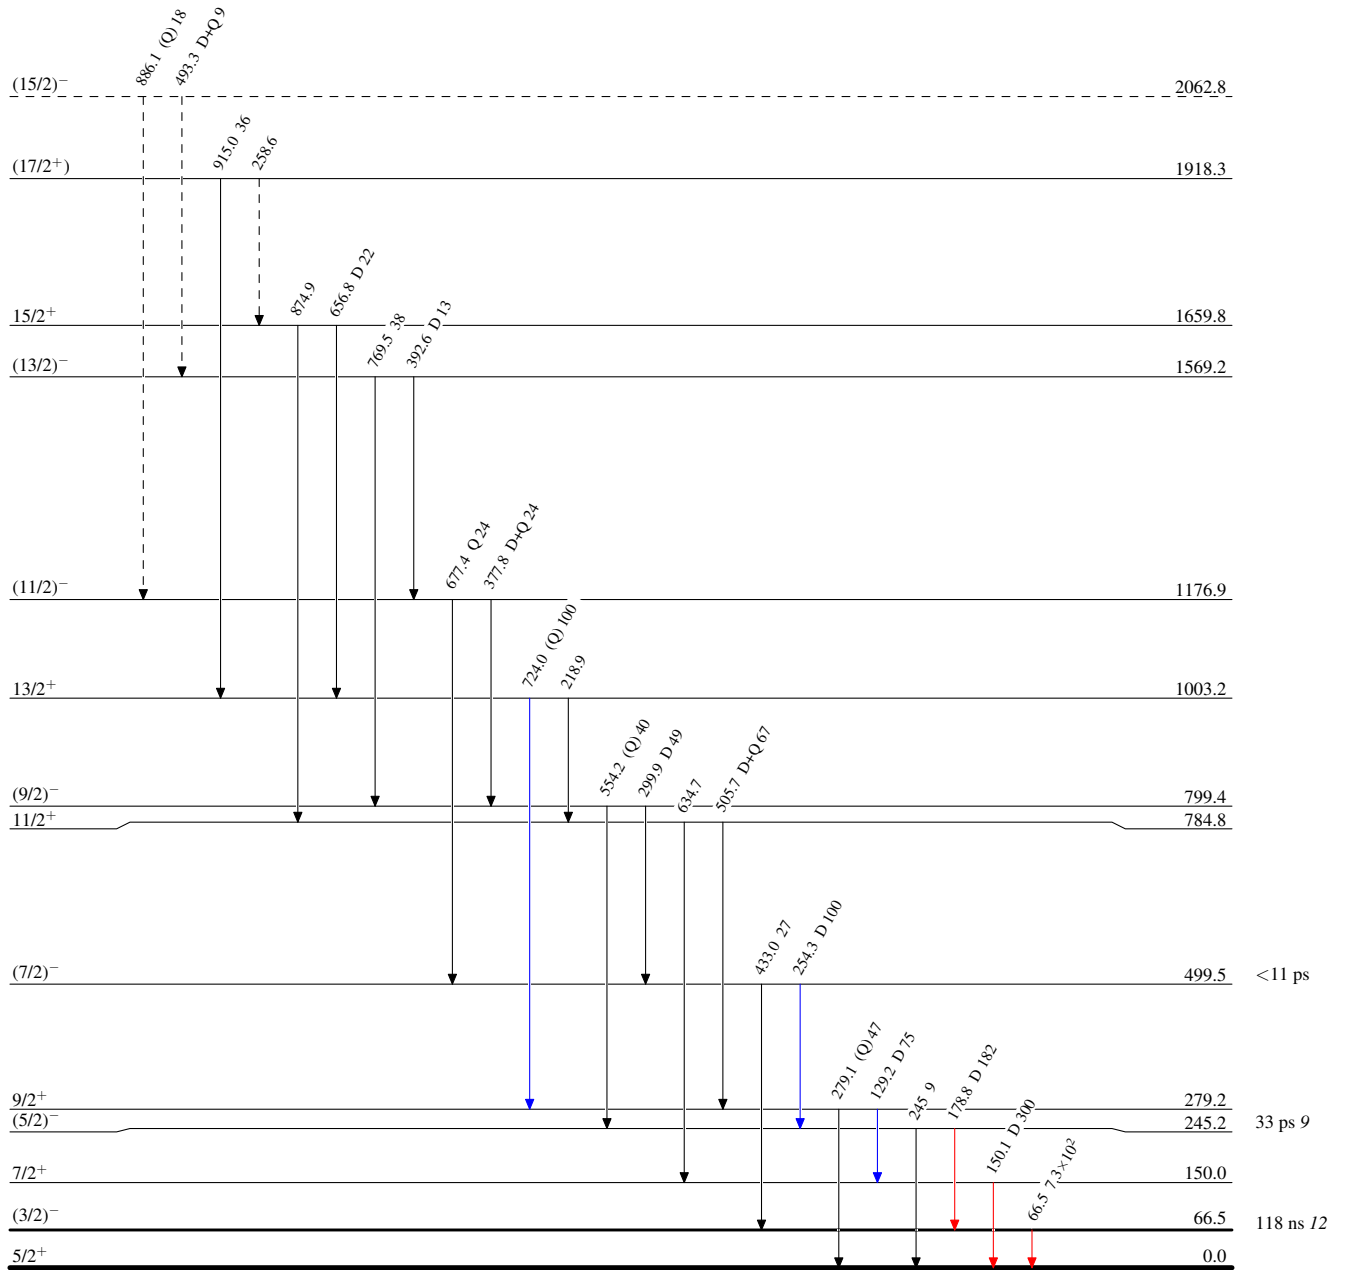 886.1 (Q) 18
493.3 D+Q 9
(15/2)⁻ 2062.8
915.0 36
258.6
(17/2⁺) 1918.3
874.9
656.8 D 22
15/2⁺ 1659.8
769.5 38
392.6 D 13
(13/2)⁻ 1569.2
677.4 Q 24
377.8 D+Q 24
(11/2)⁻ 1176.9
724.0 (Q) 100
218.9
13/2⁺ 1003.2
554.2 (Q) 40
299.9 D 49
634.7
505.7 D+Q 67
(9/2)⁻ 799.4
11/2⁺ 784.8
433.0 27
254.3 D 100
(7/2)⁻ 499.5 <11 ps
279.1 (Q) 47
129.2 D 75
245 9
178.8 D 182
9/2⁺ 279.2
(5/2)⁻ 245.2 33 ps 9
150.1 D 300
7/2⁺ 150.0
66.5 7.3×10²
(3/2)⁻ 66.5 118 ns 12
5/2⁺ 0.0